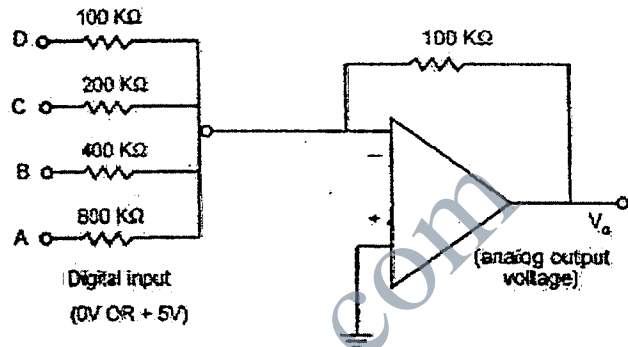 100 KΩ
D
100 KΩ
200 KΩ
C
400 KΩ
B
800 KΩ
A
−
+
Vₒ
(analog output
voltage)
Digital input
(0V OR + 5V)
com